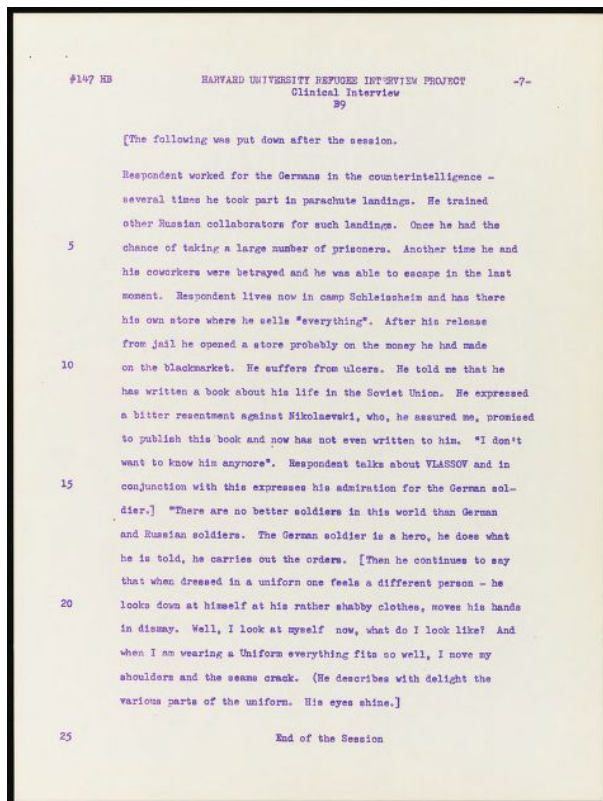 #147 HB HARVARD UNIVERSITY REFUGEE INTERVIEW PROJECT -7-
Clinical Interview
B9
[The following was put down after the session.
Respondent worked for the Germans in the counterintelligence -
several times he took part in parachute landings. He trained
other Russian collaborators for such landings. Once he had the
5 chance of taking a large number of prisoners. Another time he and
his coworkers were betrayed and he was able to escape in the last
moment. Respondent lives now in camp Schleissheim and has there
his own store where he sells "everything". After his release
from jail he opened a store probably on the money he had made
10 on the blackmarket. He suffers from ulcers. He told me that he
has written a book about his life in the Soviet Union. He expressed
a bitter resentment against Nikolaevski, who, he assured me, promised
to publish this book and now has not even written to him. "I don't
want to know him anymore". Respondent talks about VLASSOV and in
15 conjunction with this expresses his admiration for the German sol-
dier.] "There are no better soldiers in this world than German
and Russian soldiers. The German soldier is a hero, he does what
he is told, he carries out the orders. [Then he continues to say
that when dressed in a uniform one feels a different person - he
20 looks down at himself at his rather shabby clothes, moves his hands
in dismay. Well, I look at myself now, what do I look like? And
when I am wearing a Uniform everything fits so well, I move my
shoulders and the seams crack. (He describes with delight the
various parts of the uniform. His eyes shine.]
25 End of the Session